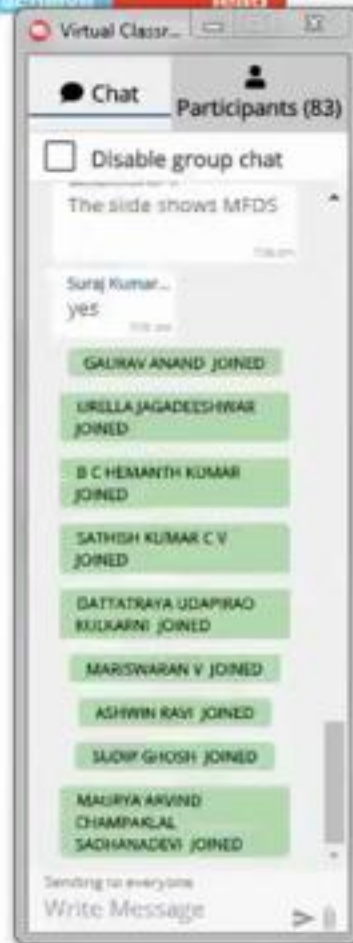 Virtual Classr...
Chat
Participants (83)
Disable group chat
The slide shows MFDS
Suraj Kumar...
yes
GAURAV ANAND JOINED
URELLA JAGADEESHWAR
JOINED
B C HEMANTH KUMAR
JOINED
SATHISH KUMAR C V
JOINED
DATTATRAYA UDAPIRAO
KULKARNI JOINED
MARISWARAN V JOINED
ASHWIN RAVI JOINED
SUDIP GHOSH JOINED
MAURYA ARVIND
CHAMPAKLAL
SADHANADEVI JOINED
Sending to everyone
Write Message